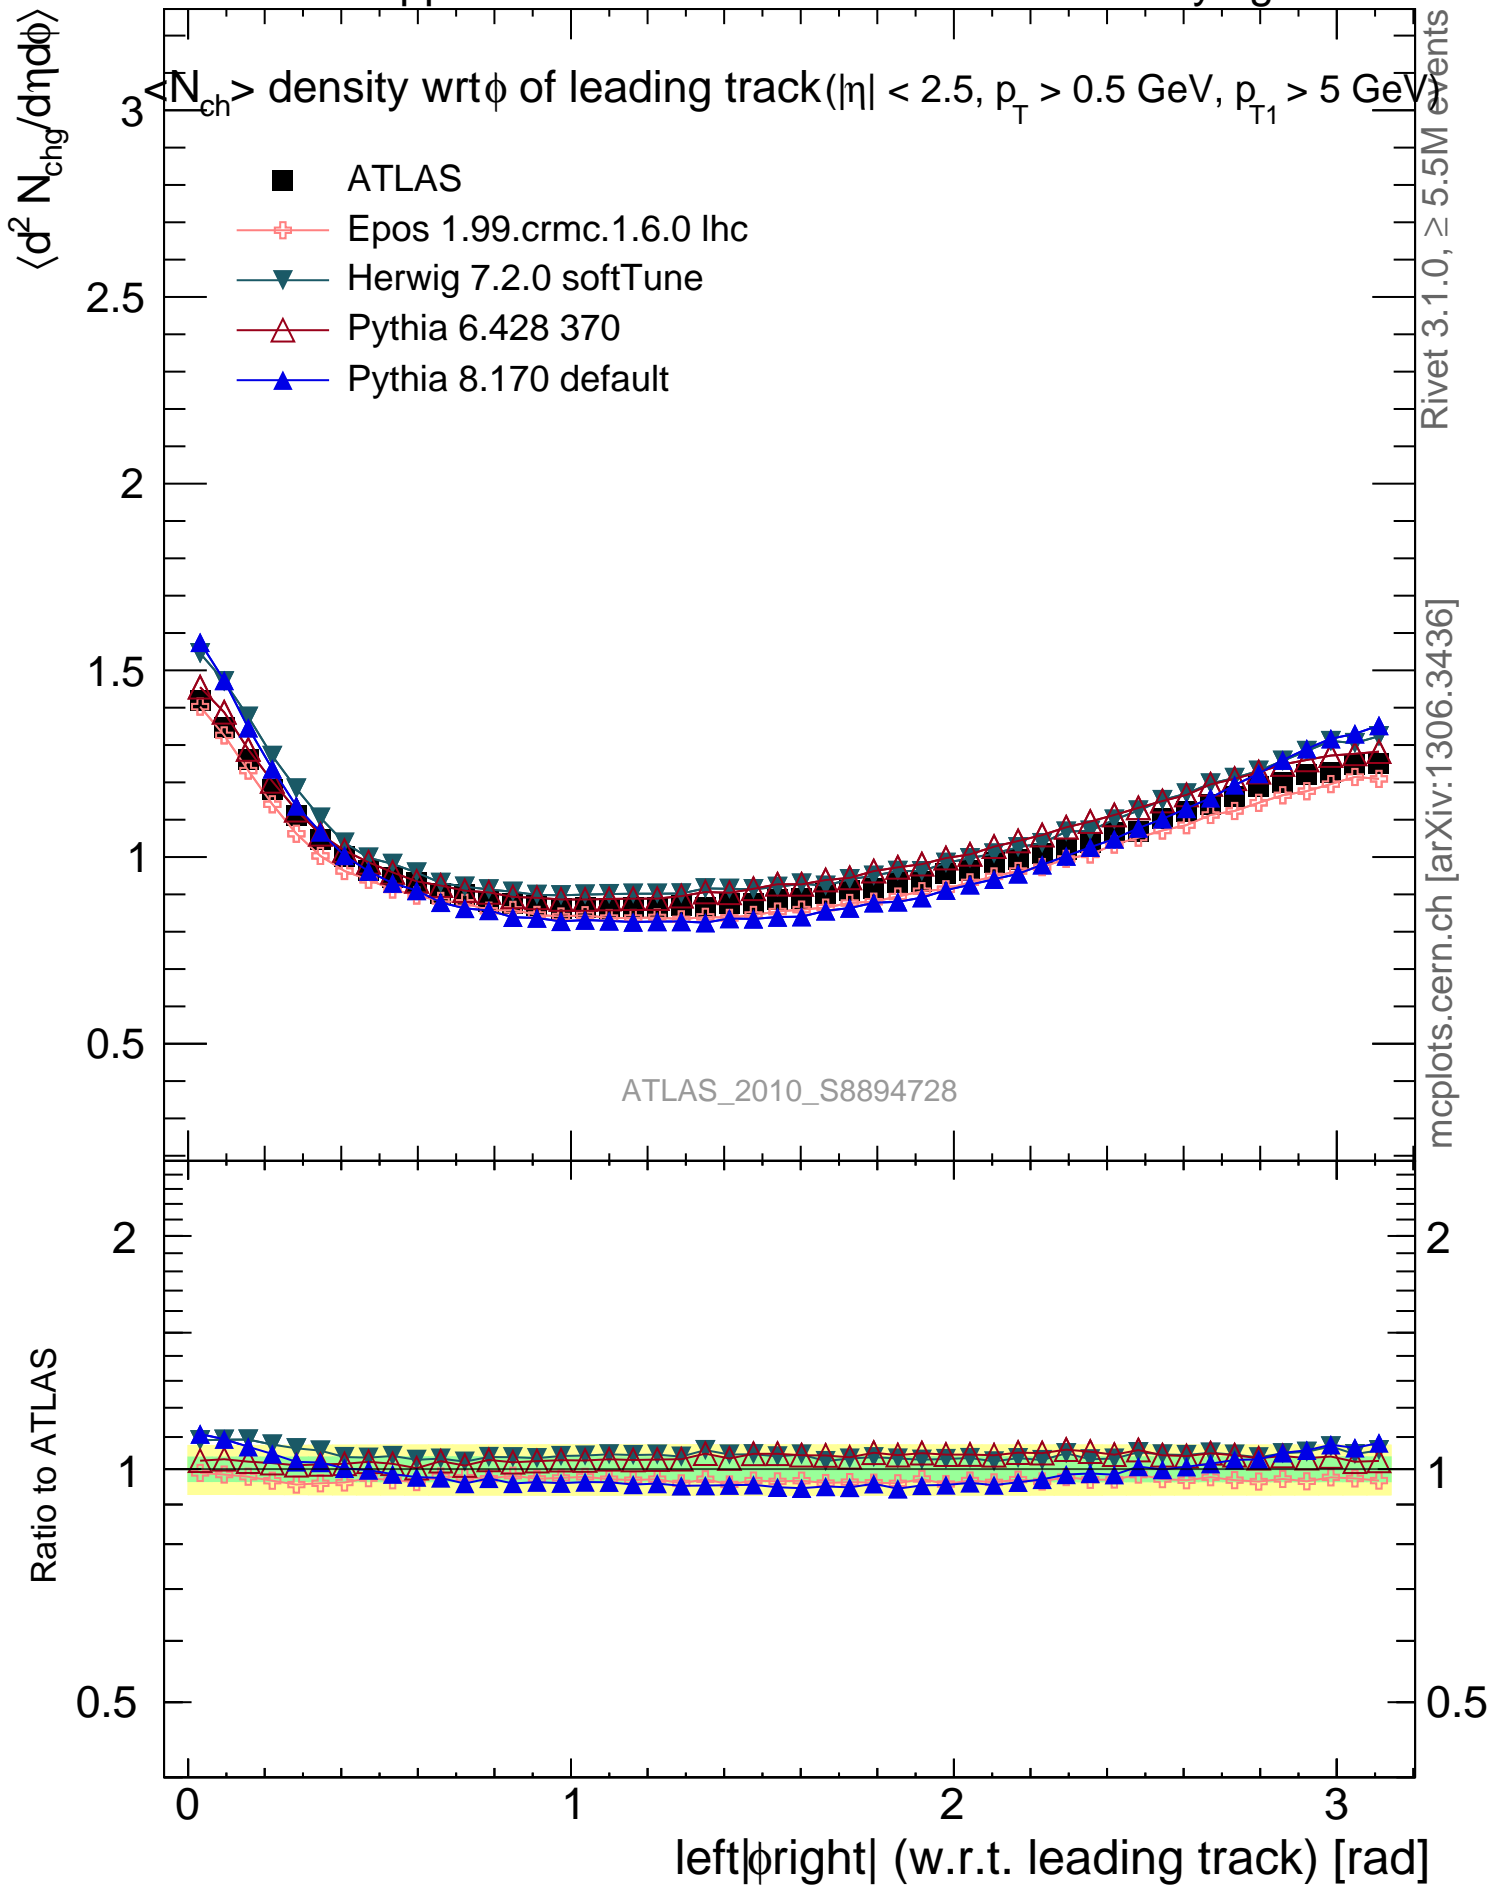 <N_ch> density wrt ϕ of leading track (|η| < 2.5, p_T > 0.5 GeV, p_T1 > 5 GeV)
⟨d² N_chg/dηdϕ⟩
ATLAS
Epos 1.99.crmc.1.6.0 lhc
Herwig 7.2.0 softTune
Pythia 6.428 370
Pythia 8.170 default
3
2.5
2
1.5
1
0.5
ATLAS_2010_S8894728
Rivet 3.1.0, ≥ 5.5M events
mcplots.cern.ch [arXiv:1306.3436]
Ratio to ATLAS
2
1
0.5
2
1
0.5
0
1
2
3
left|ϕright| (w.r.t. leading track) [rad]